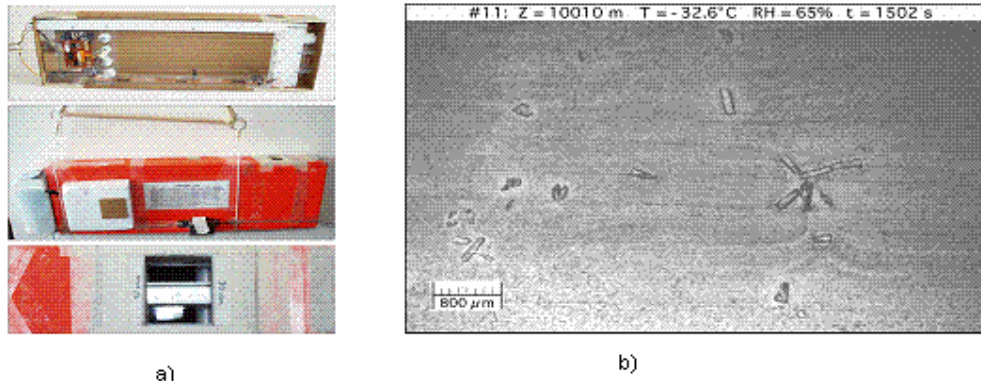 #11: Z = 10010 m T = -32.6°C RH = 65% t = 1502 s
800 µm
a)
b)